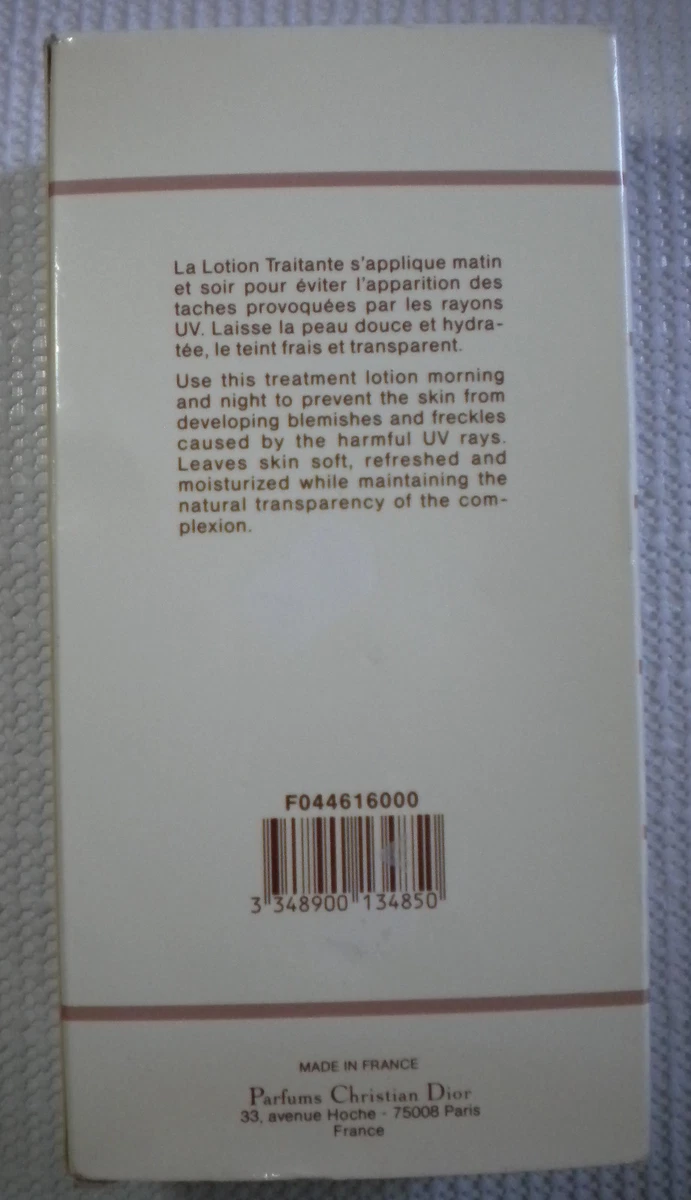 La Lotion Traitante s'applique matin
et soir pour éviter l'apparition des
taches provoquées par les rayons
UV. Laisse la peau douce et hydra-
tée, le teint frais et transparent.
Use this treatment lotion morning
and night to prevent the skin from
developing blemishes and freckles
caused by the harmful UV rays.
Leaves skin soft, refreshed and
moisturized while maintaining the
natural transparency of the com-
plexion.
F044616000
3 348900 134850
MADE IN FRANCE
Parfums Christian Dior
33, avenue Hoche - 75008 Paris
France